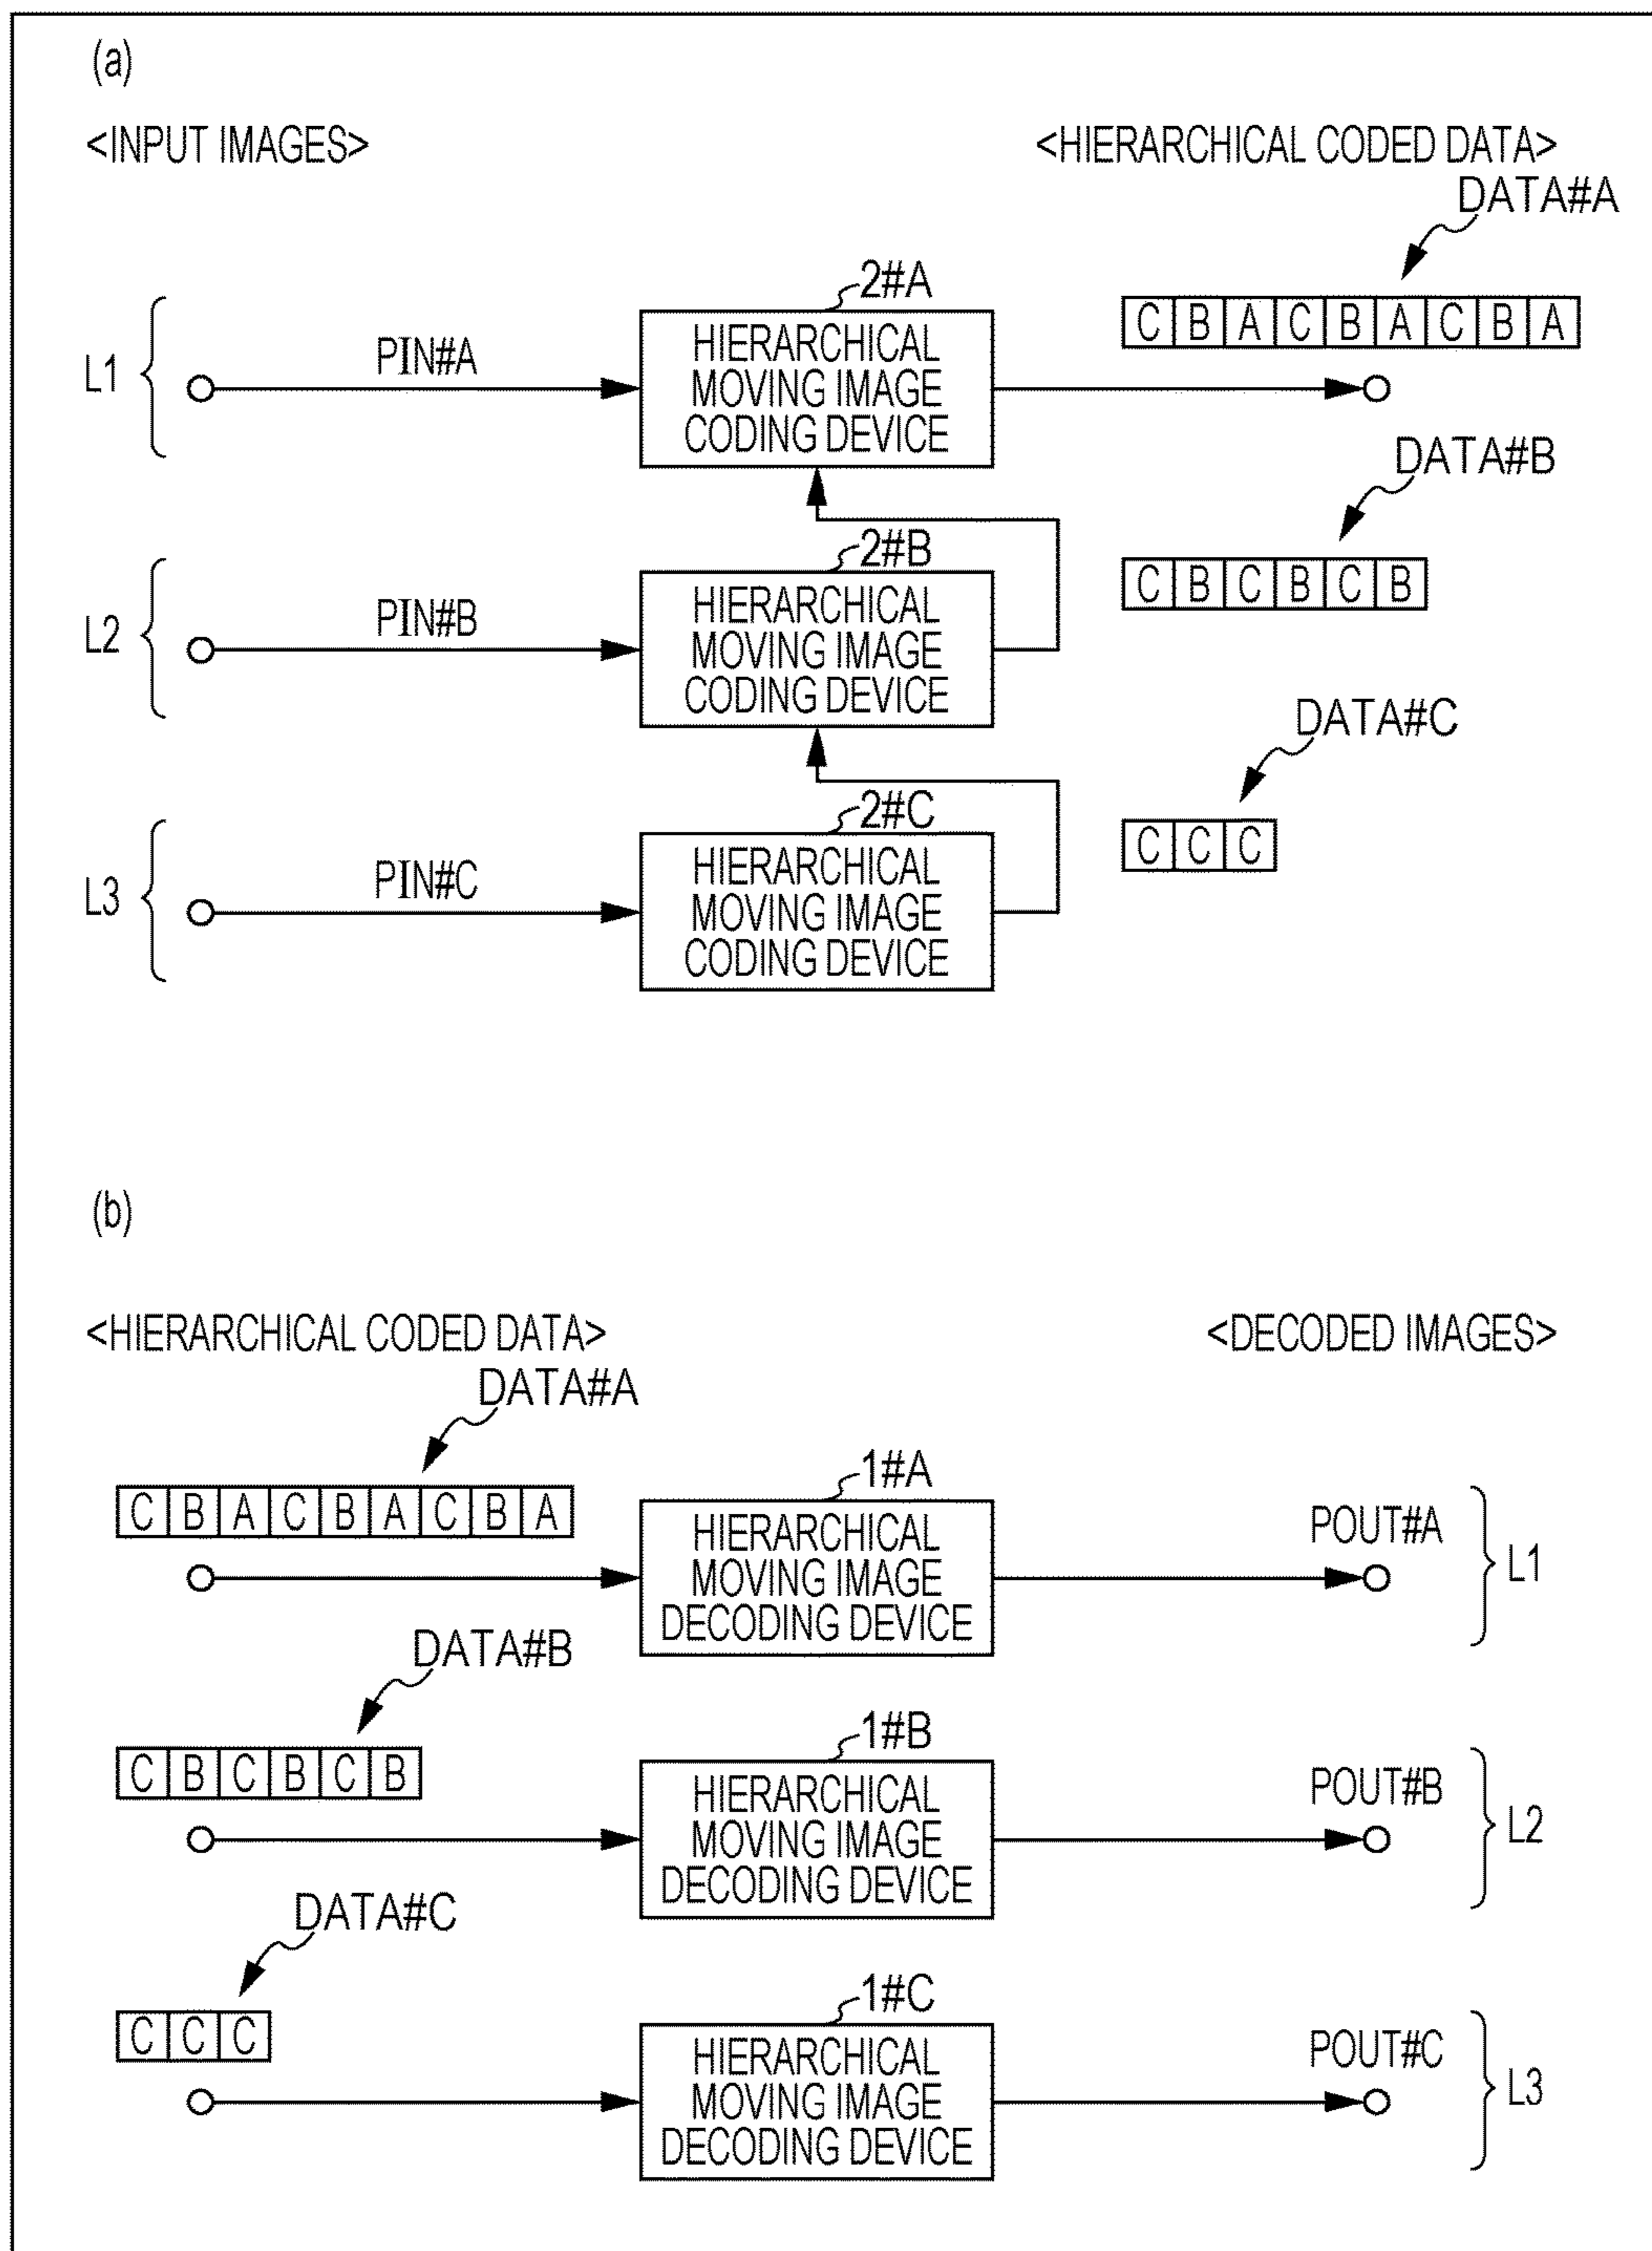 (a)
<INPUT IMAGES>
<HIERARCHICAL CODED DATA>
DATA#A
2#A
C B A C B A C B A
L1
PIN#A
HIERARCHICAL
MOVING IMAGE
CODING DEVICE
DATA#B
2#B
C B C B C B
L2
PIN#B
HIERARCHICAL
MOVING IMAGE
CODING DEVICE
DATA#C
2#C
C C C
L3
PIN#C
HIERARCHICAL
MOVING IMAGE
CODING DEVICE
(b)
<HIERARCHICAL CODED DATA>
<DECODED IMAGES>
DATA#A
1#A
C B A C B A C B A
HIERARCHICAL
MOVING IMAGE
DECODING DEVICE
POUT#A
L1
DATA#B
1#B
C B C B C B
HIERARCHICAL
MOVING IMAGE
DECODING DEVICE
POUT#B
L2
DATA#C
1#C
C C C
HIERARCHICAL
MOVING IMAGE
DECODING DEVICE
POUT#C
L3